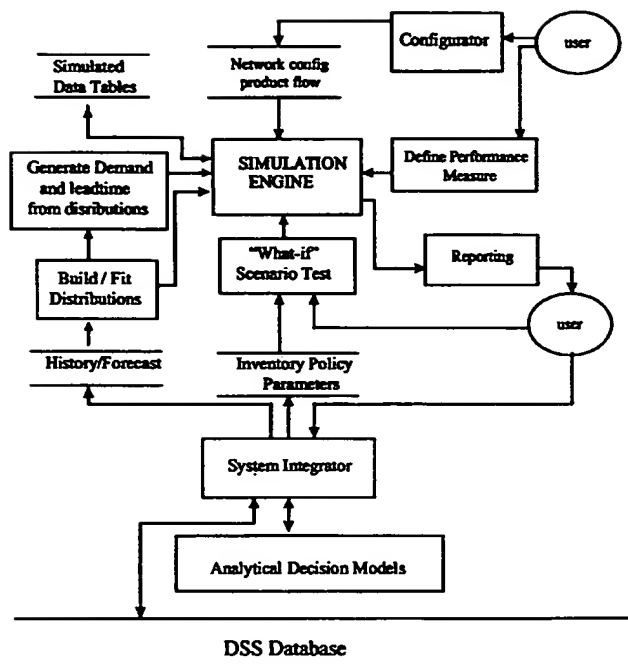 Configurator
user
Simulated
Data Tables
Network config
product flow
Generate Demand
and leadtime
from disributions
SIMULATION
ENGINE
Define Performance
Measure
"What-if"
Scenario Test
Reporting
Build / Fit
Distributions
user
History/Forecast
Inventory Policy
Parameters
System Integrator
Analytical Decision Models
DSS Database